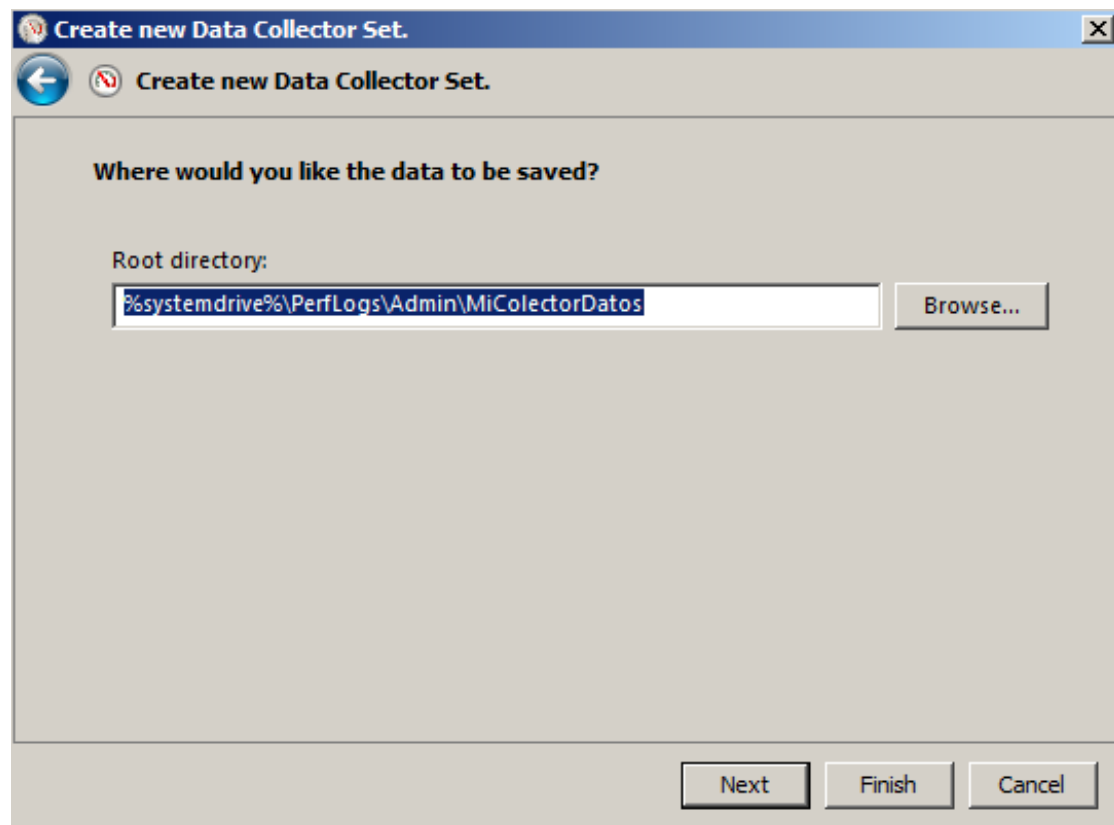 Create new Data Collector Set.
Create new Data Collector Set.
Where would you like the data to be saved?
Root directory:
%systemdrive%\PerfLogs\Admin\MiColectorDatos
Browse...
Next Finish Cancel